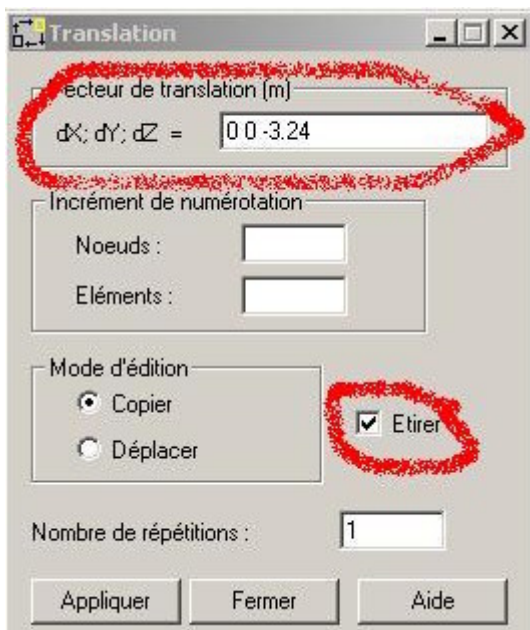 Translation
ecteur de translation (m)
dX; dY; dZ = 0 0 -3.24
Incrément de numérotation
Noeuds :
Eléments :
Mode d'édition
Copier
Etirer
Déplacer
Nombre de répétitions : 1
Appliquer Fermer Aide